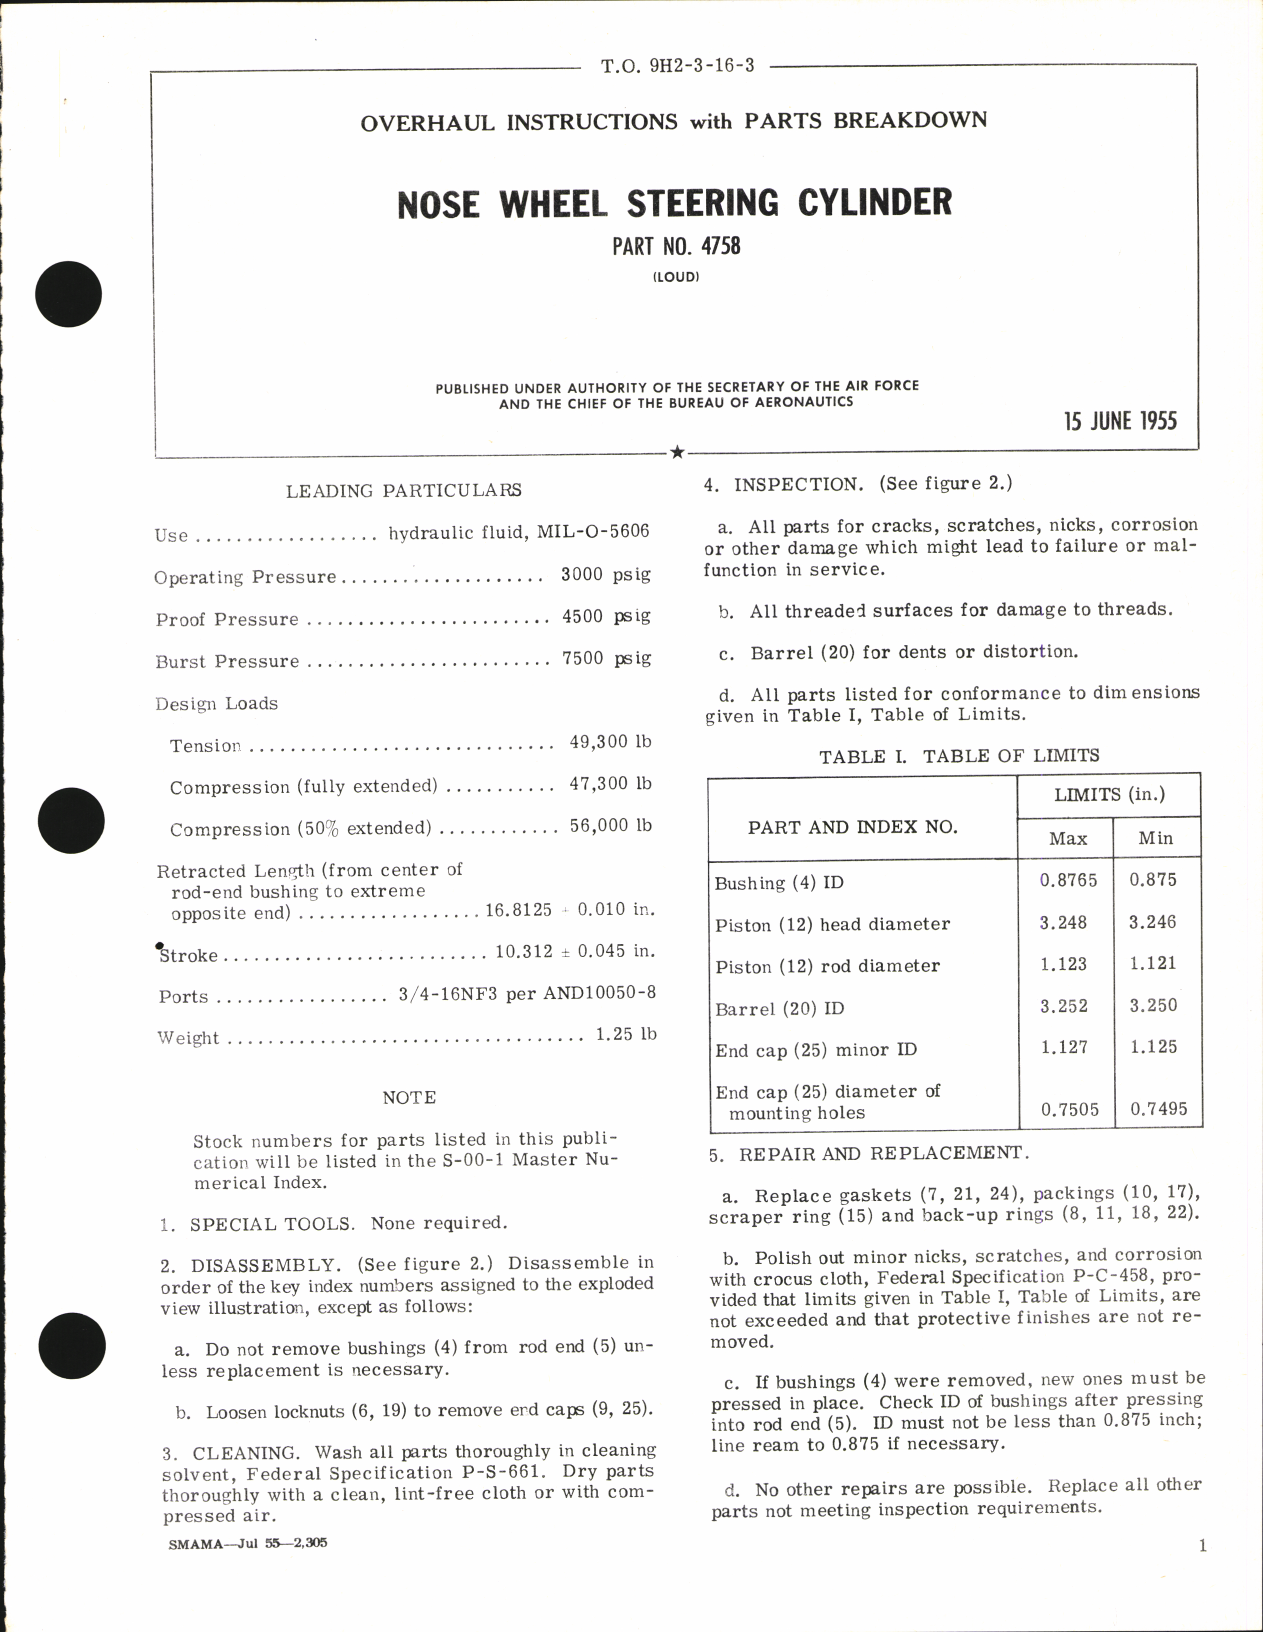 T.O. 9H2-3-16-3
OVERHAUL INSTRUCTIONS with PARTS BREAKDOWN
NOSE WHEEL STEERING CYLINDER
PART NO. 4758
(LOUD)
PUBLISHED UNDER AUTHORITY OF THE SECRETARY OF THE AIR FORCE
AND THE CHIEF OF THE BUREAU OF AERONAUTICS
15 JUNE 1955
LEADING PARTICULARS
Use .................. hydraulic fluid, MIL-O-5606
Operating Pressure .................... 3000 psig
Proof Pressure ........................ 4500 psig
Burst Pressure ........................ 7500 psig
Design Loads
Tension .............................. 49,300 lb
Compression (fully extended) ........... 47,300 lb
Compression (50% extended) ............ 56,000 lb
Retracted Length (from center of
rod-end bushing to extreme
opposite end) .................. 16.8125 + 0.010 in.
Stroke .......................... 10.312 ± 0.045 in.
Ports ................. 3/4-16NF3 per AND10050-8
Weight ................................... 1.25 lb
NOTE
Stock numbers for parts listed in this publi-
cation will be listed in the S-00-1 Master Nu-
merical Index.
1. SPECIAL TOOLS. None required.
2. DISASSEMBLY. (See figure 2.) Disassemble in
order of the key index numbers assigned to the exploded
view illustration, except as follows:
a. Do not remove bushings (4) from rod end (5) un-
less replacement is necessary.
b. Loosen locknuts (6, 19) to remove end caps (9, 25).
3. CLEANING. Wash all parts thoroughly in cleaning
solvent, Federal Specification P-S-661. Dry parts
thoroughly with a clean, lint-free cloth or with com-
pressed air.
SMAMA—Jul 55—2,305
4. INSPECTION. (See figure 2.)
a. All parts for cracks, scratches, nicks, corrosion
or other damage which might lead to failure or mal-
function in service.
b. All threaded surfaces for damage to threads.
c. Barrel (20) for dents or distortion.
d. All parts listed for conformance to dimensions
given in Table I, Table of Limits.
TABLE I. TABLE OF LIMITS
PART AND INDEX NO. LIMITS (in.)
Max Min
Bushing (4) ID 0.8765 0.875
Piston (12) head diameter 3.248 3.246
Piston (12) rod diameter 1.123 1.121
Barrel (20) ID 3.252 3.250
End cap (25) minor ID 1.127 1.125
End cap (25) diameter of
mounting holes 0.7505 0.7495
5. REPAIR AND REPLACEMENT.
a. Replace gaskets (7, 21, 24), packings (10, 17),
scraper ring (15) and back-up rings (8, 11, 18, 22).
b. Polish out minor nicks, scratches, and corrosion
with crocus cloth, Federal Specification P-C-458, pro-
vided that limits given in Table I, Table of Limits, are
not exceeded and that protective finishes are not re-
moved.
c. If bushings (4) were removed, new ones must be
pressed in place. Check ID of bushings after pressing
into rod end (5). ID must not be less than 0.875 inch;
line ream to 0.875 if necessary.
d. No other repairs are possible. Replace all other
parts not meeting inspection requirements.
1